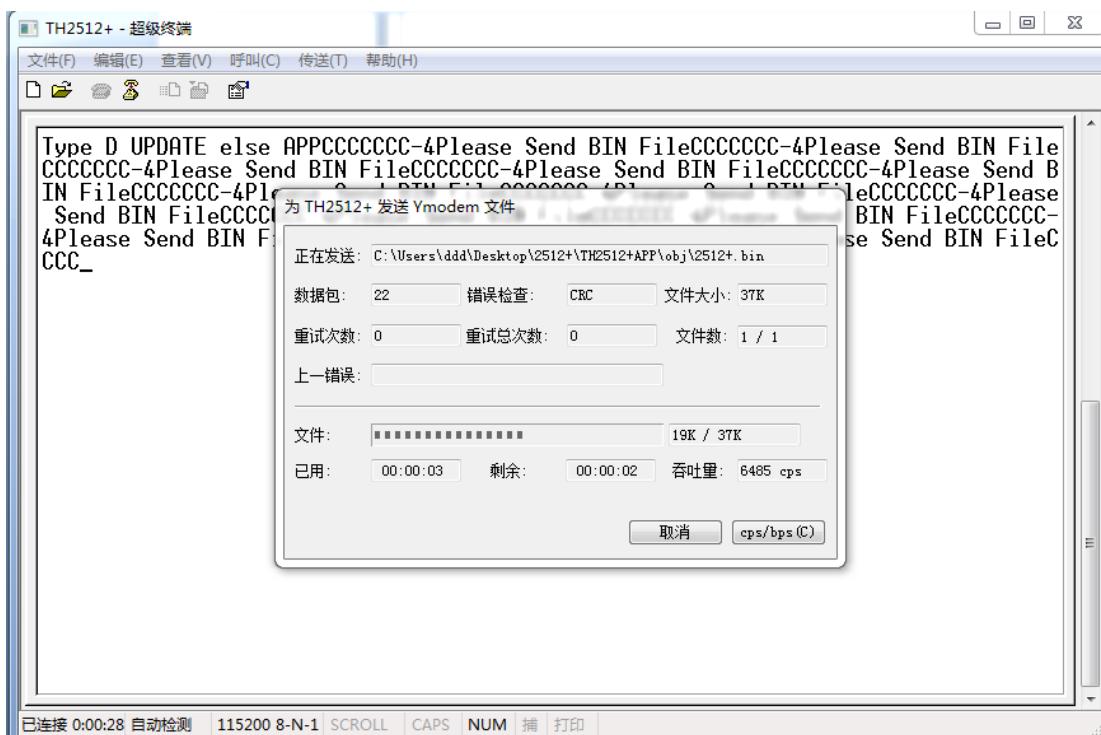 TH2512+ - 超级终端
文件(F) 编辑(E) 查看(V) 呼叫(C) 传送(T) 帮助(H)
Type D UPDATE else APPCCCCCCC-4Please Send BIN FileCCCCCCC-4Please Send BIN File
CCCCCCC-4Please Send BIN FileCCCCCCC-4Please Send BIN FileCCCCCCC-4Please Send B
IN FileCCCCCCC-4Ple leCCCCCCC-4Please
Send BIN FileCCCC BIN FileCCCCCCC-
4Please Send BIN F se Send BIN FileC
CCC_
为 TH2512+ 发送 Ymodem 文件
正在发送: C:\Users\ddd\Desktop\2512+\TH2512+APP\obj\2512+.bin
数据包: 22 错误检查: CRC 文件大小: 37K
重试次数: 0 重试总次数: 0 文件数: 1 / 1
上一错误:
文件: 19K / 37K
已用: 00:00:03 剩余: 00:00:02 吞吐量: 6485 cps
取消 cps/bps(C)
已连接 0:00:28 自动检测 115200 8-N-1 SCROLL CAPS NUM 捕 打印